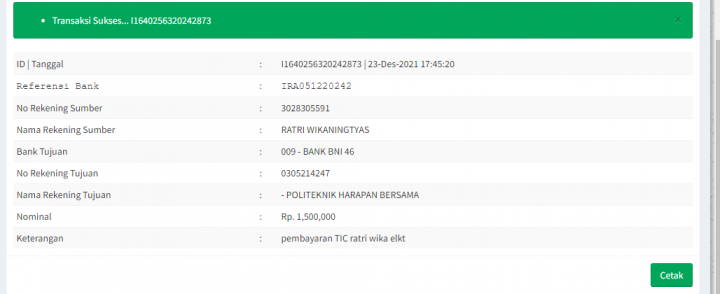 Transaksi Sukses... I1640256320242873 ×
ID | Tanggal : I1640256320242873 | 23-Des-2021 17:45:20
Referensi Bank : IRA051220242
No Rekening Sumber : 3028305591
Nama Rekening Sumber : RATRI WIKANINGTYAS
Bank Tujuan : 009 - BANK BNI 46
No Rekening Tujuan : 0305214247
Nama Rekening Tujuan : - POLITEKNIK HARAPAN BERSAMA
Nominal : Rp. 1,500,000
Keterangan : pembayaran TIC ratri wika elkt
Cetak